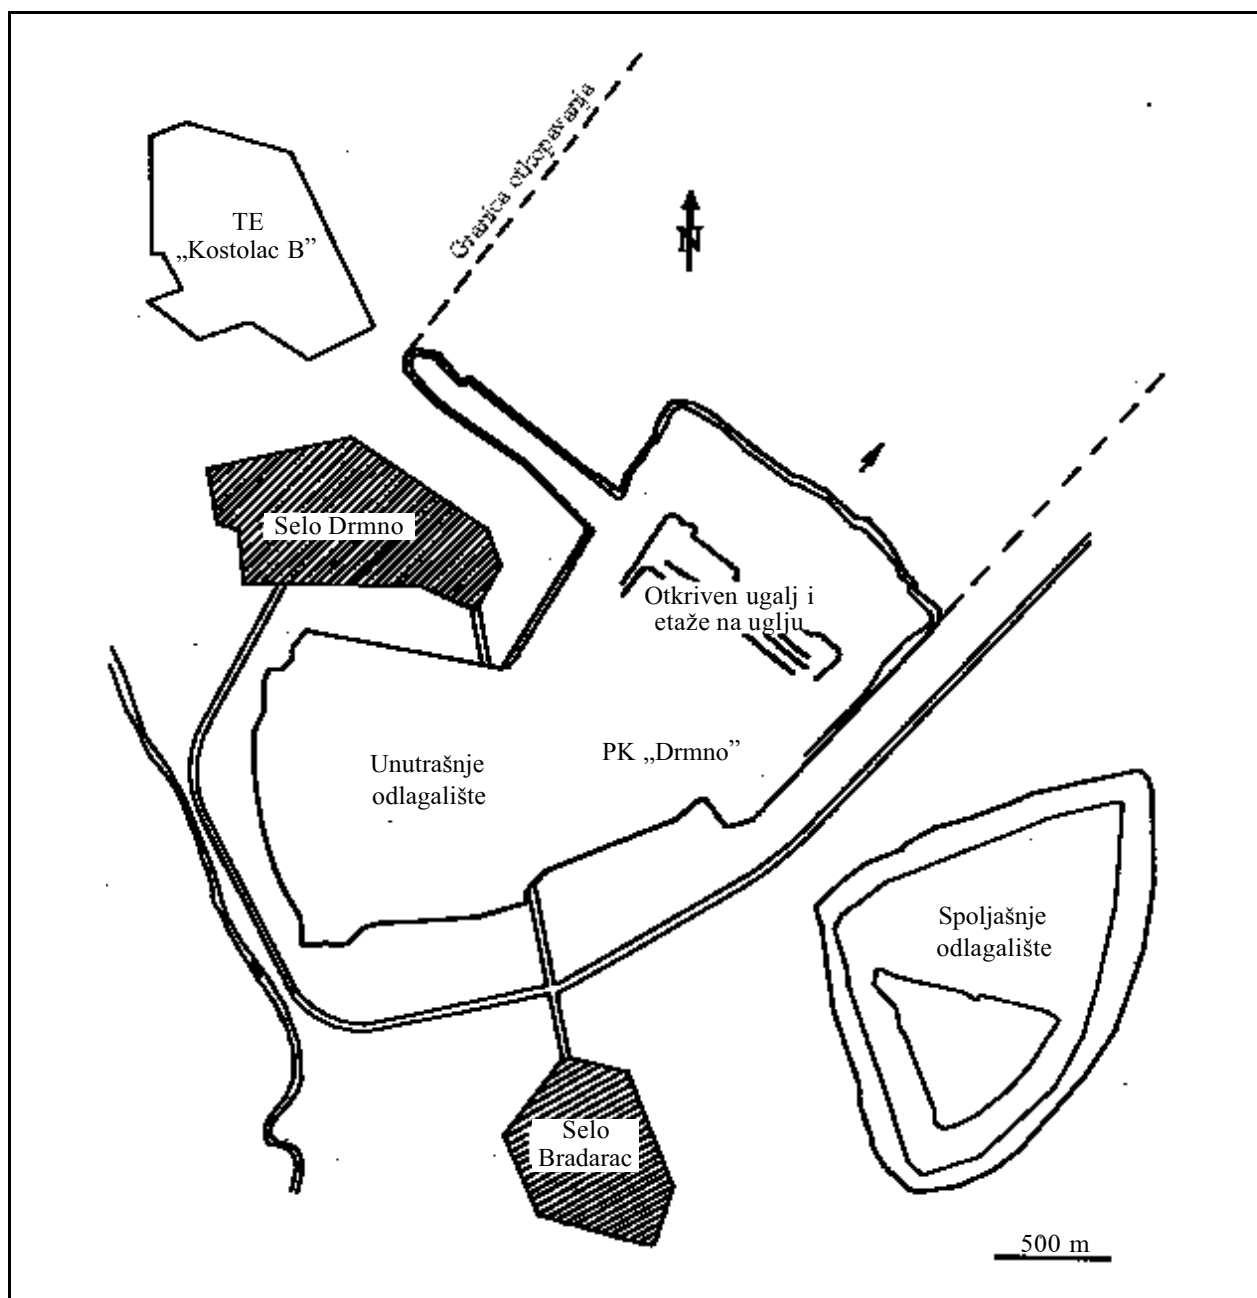 Granica otkopavanja
TE
„Kostolac B”
N
Selo Drmno
Otkriven ugalj i
etaže na uglju
PK „Drmno”
Unutrašnje
odlagalište
Spoljašnje
odlagalište
Selo
Bradarac
500 m